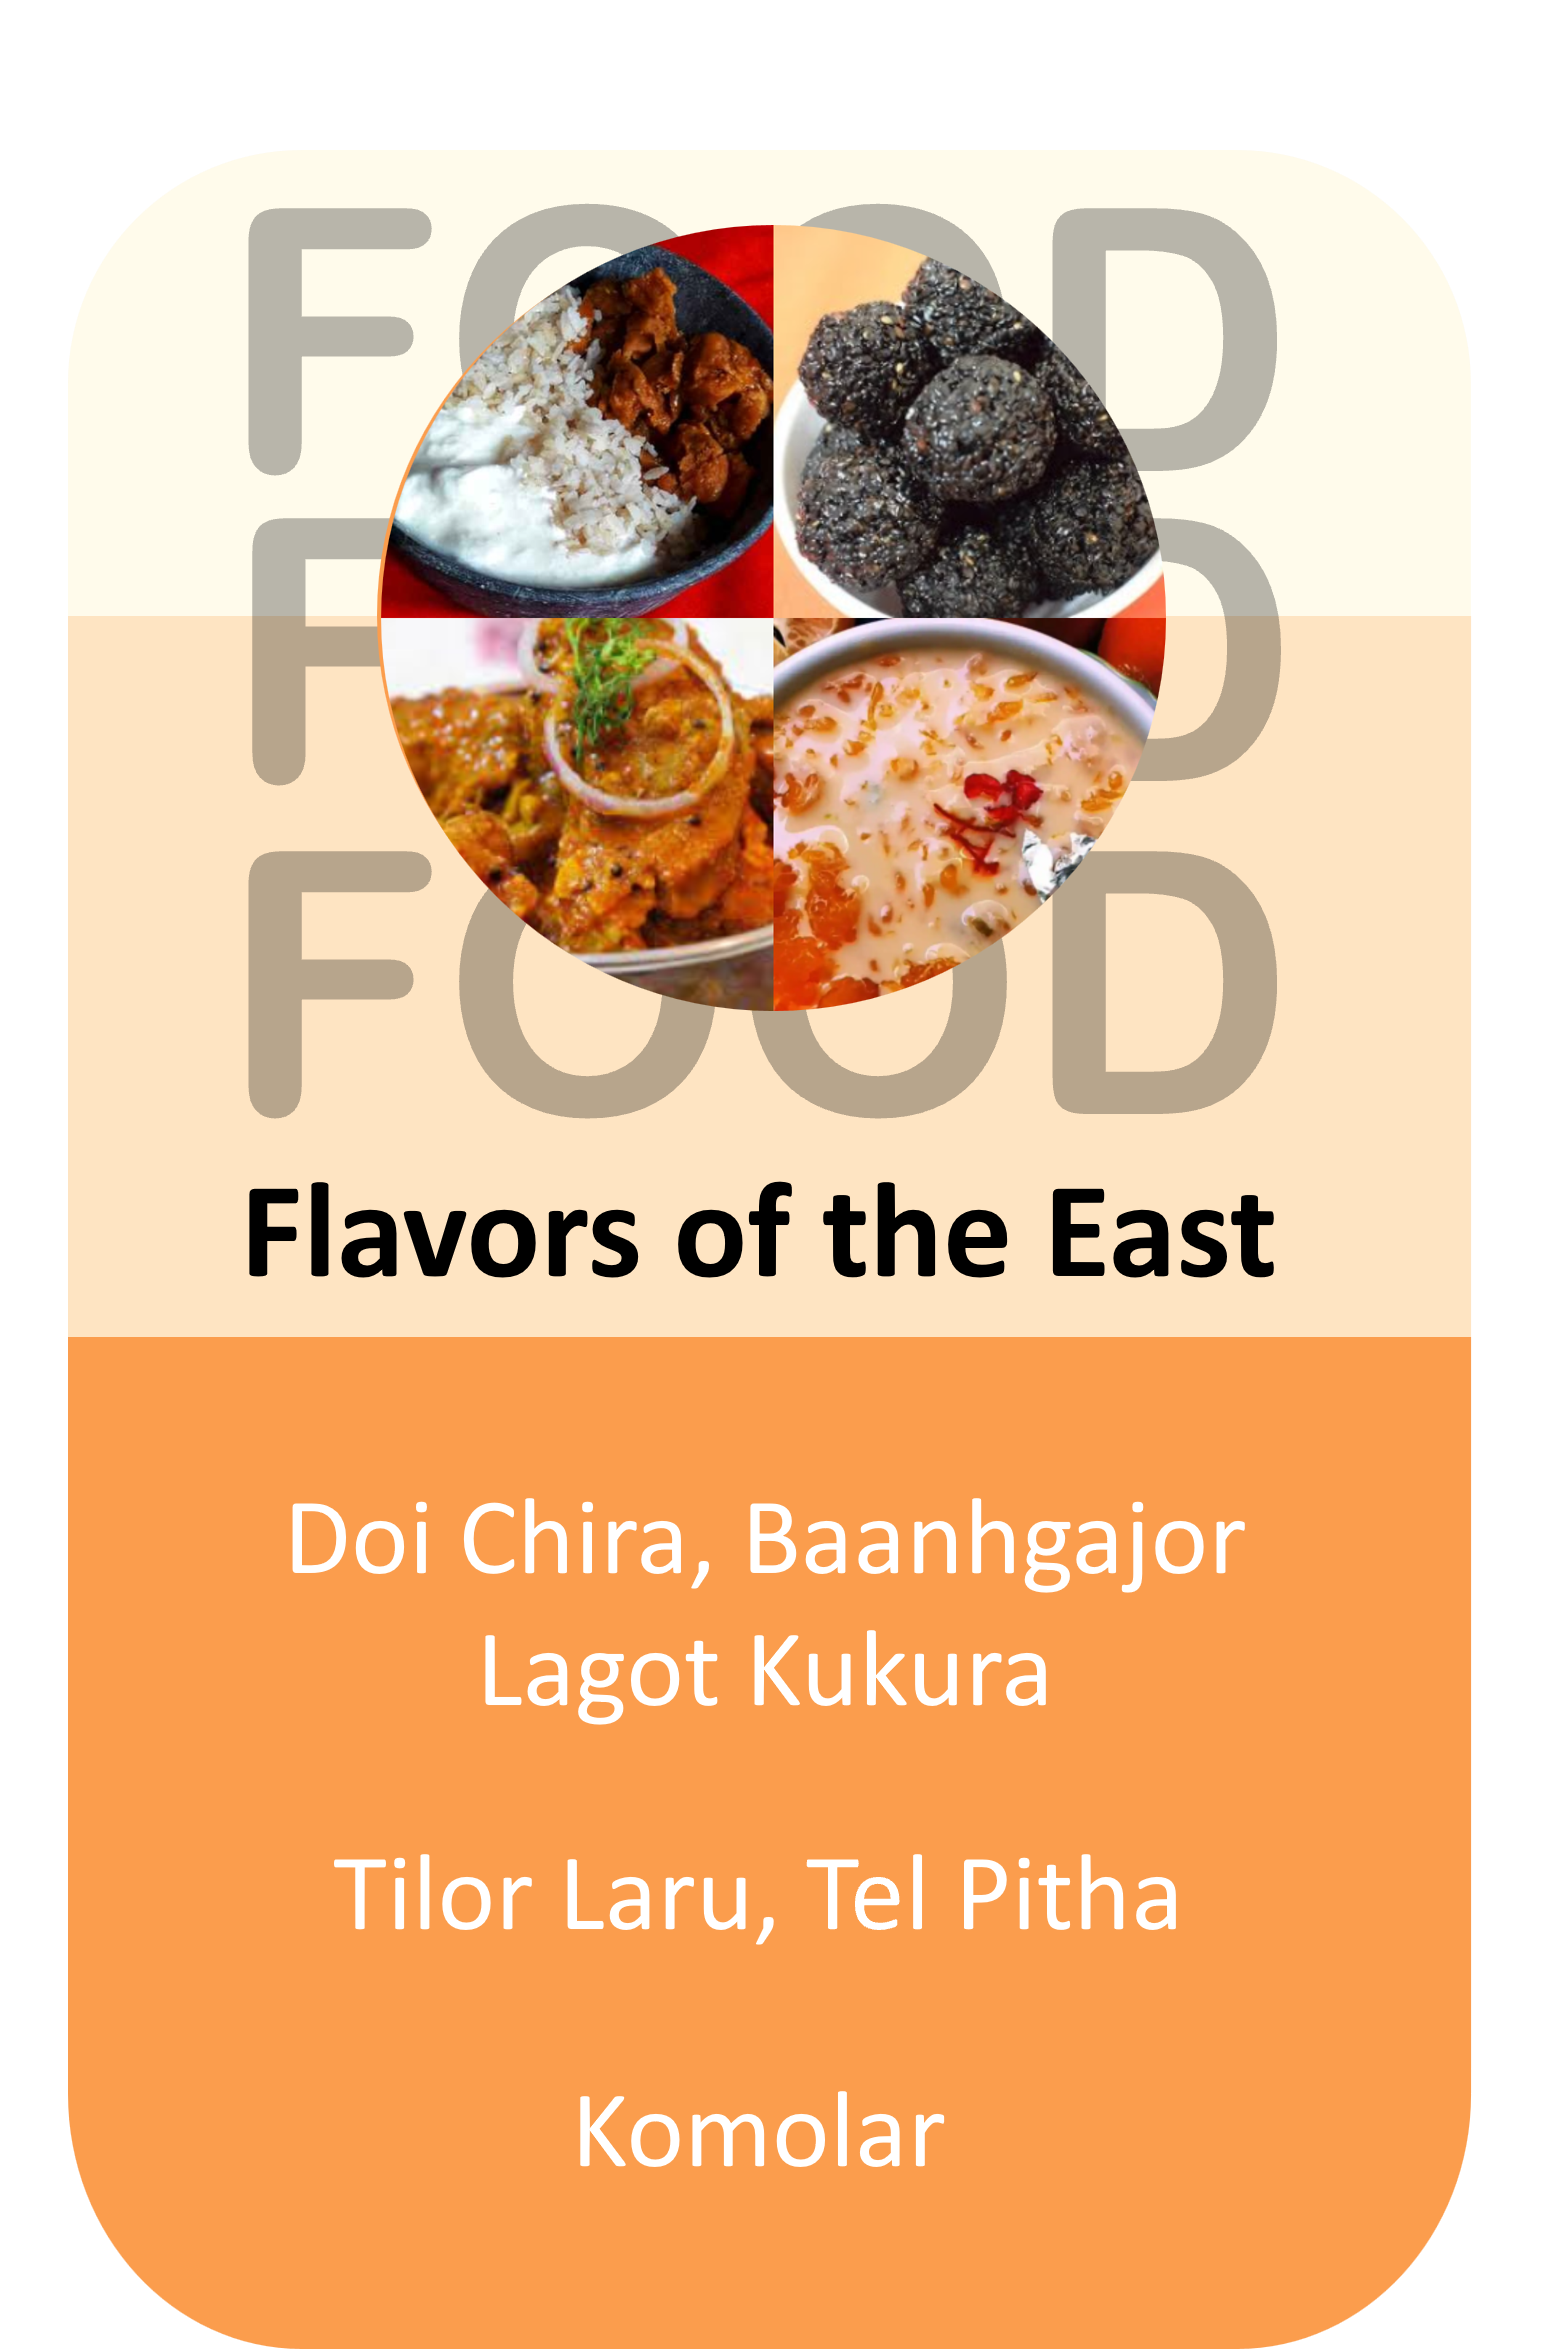 FOOD
FOOD
FOOD
Flavors of the East
Doi Chira, Baanhgajor
Lagot Kukura
Tilor Laru, Tel Pitha
Komolar